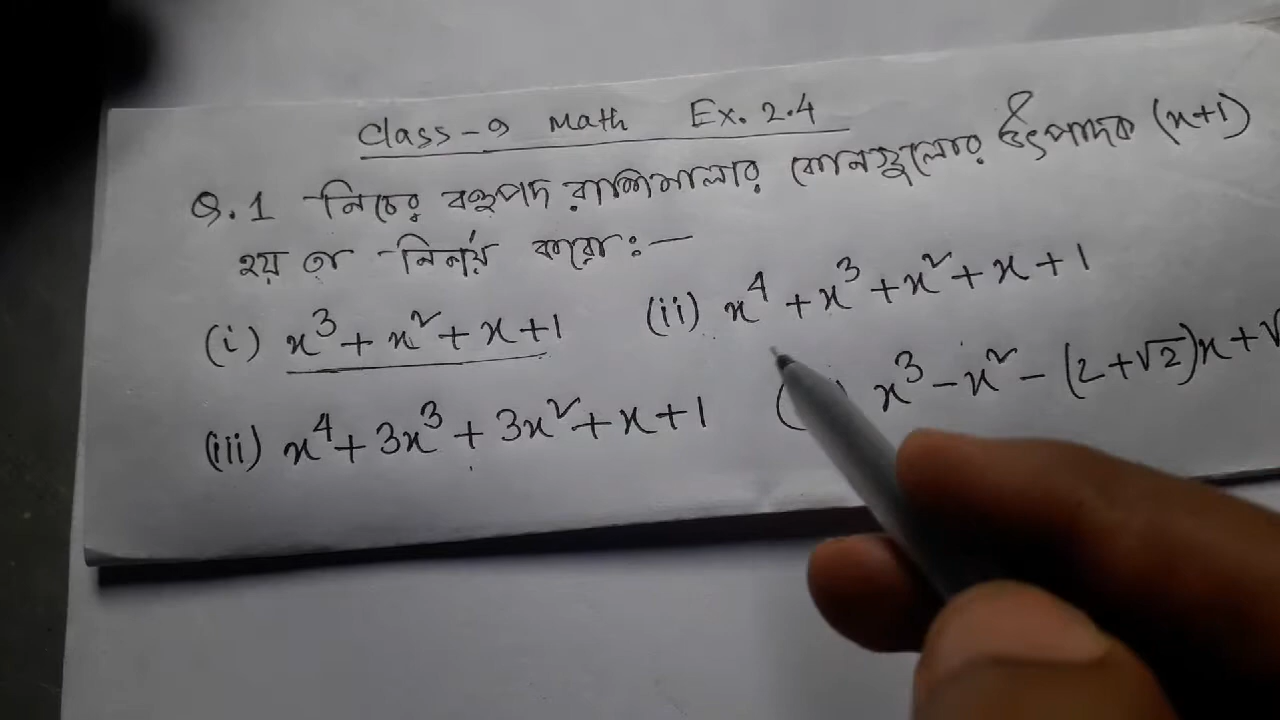 Class-9 Math Ex. 2.4
Q.1 নিচের বহুপদ রাশিমালার কোনগুলোর উৎপাদক (x+1)
হয় তা নির্নয় করো:—
(i) x³ + x² + x + 1 (ii) x⁴ + x³ + x² + x + 1
(iii) x⁴ + 3x³ + 3x² + x + 1 ( ) x³ - x² - (2+√2)x + √